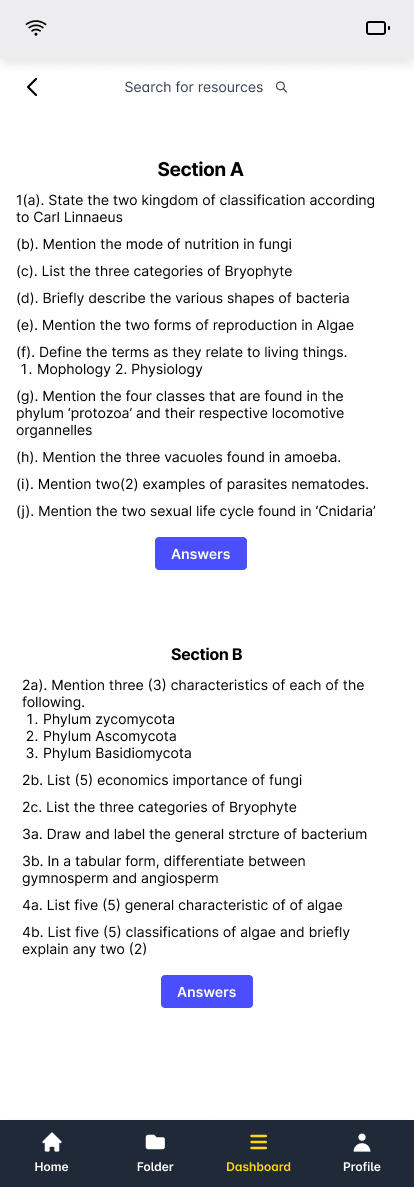 Search for resources
Section A
1(a). State the two kingdom of classification according
to Carl Linnaeus
(b). Mention the mode of nutrition in fungi
(c). List the three categories of Bryophyte
(d). Briefly describe the various shapes of bacteria
(e). Mention the two forms of reproduction in Algae
(f). Define the terms as they relate to living things.
1. Mophology 2. Physiology
(g). Mention the four classes that are found in the
phylum ‘protozoa’ and their respective locomotive
organnelles
(h). Mention the three vacuoles found in amoeba.
(i). Mention two(2) examples of parasites nematodes.
(j). Mention the two sexual life cycle found in ‘Cnidaria’
Answers
Section B
2a). Mention three (3) characteristics of each of the
following.
1. Phylum zycomycota
2. Phylum Ascomycota
3. Phylum Basidiomycota
2b. List (5) economics importance of fungi
2c. List the three categories of Bryophyte
3a. Draw and label the general strcture of bacterium
3b. In a tabular form, differentiate between
gymnosperm and angiosperm
4a. List five (5) general characteristic of of algae
4b. List five (5) classifications of algae and briefly
explain any two (2)
Answers
Home Folder Dashboard Profile